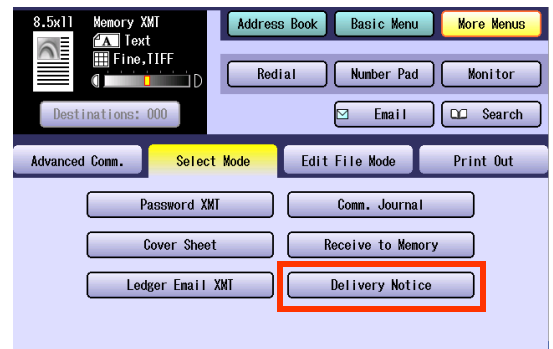 8.5x11 Memory XMT
A Text
Fine,TIFF
D
Destinations: 000
Address Book Basic Menu More Menus
Redial Number Pad Monitor
Email Search
Advanced Comm. Select Mode Edit File Mode Print Out
Password XMT Comm. Journal
Cover Sheet Receive to Memory
Ledger Email XMT Delivery Notice